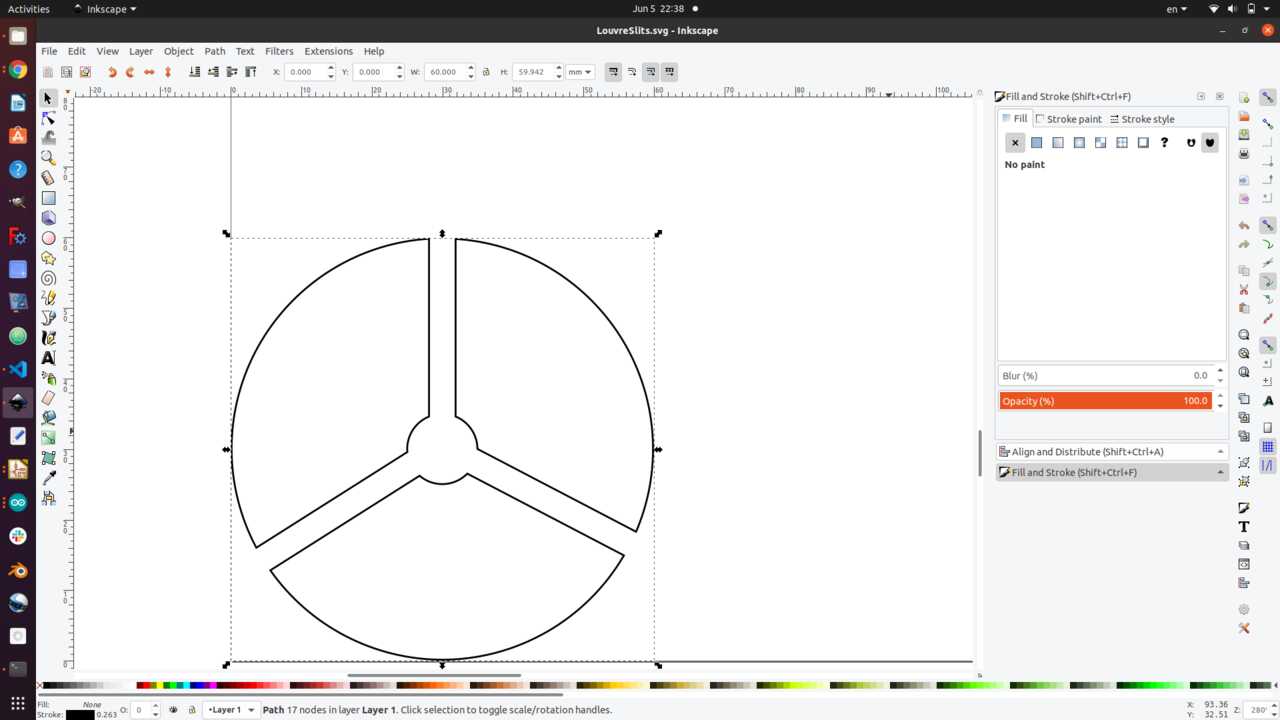 Activities Inkscape Jun 5 22:38 en
LouvreSlits.svg - Inkscape
File Edit View Layer Object Path Text Filters Extensions Help
X: 0.000 Y: 0.000 W: 60.000 H: 59.942 mm
-20 -10 0 10 20 30 40 50 60 70 80 90 100
Fill and Stroke (Shift+Ctrl+F)
Fill Stroke paint Stroke style
No paint
Blur (%) 0.0
Opacity (%) 100.0
Align and Distribute (Shift+Ctrl+A)
Fill and Stroke (Shift+Ctrl+F)
Fill: None O: 0 •Layer 1 Path 17 nodes in layer Layer 1. Click selection to toggle scale/rotation handles. X: 93.36 Z: 280
Stroke: 0.263 Y: 32.51